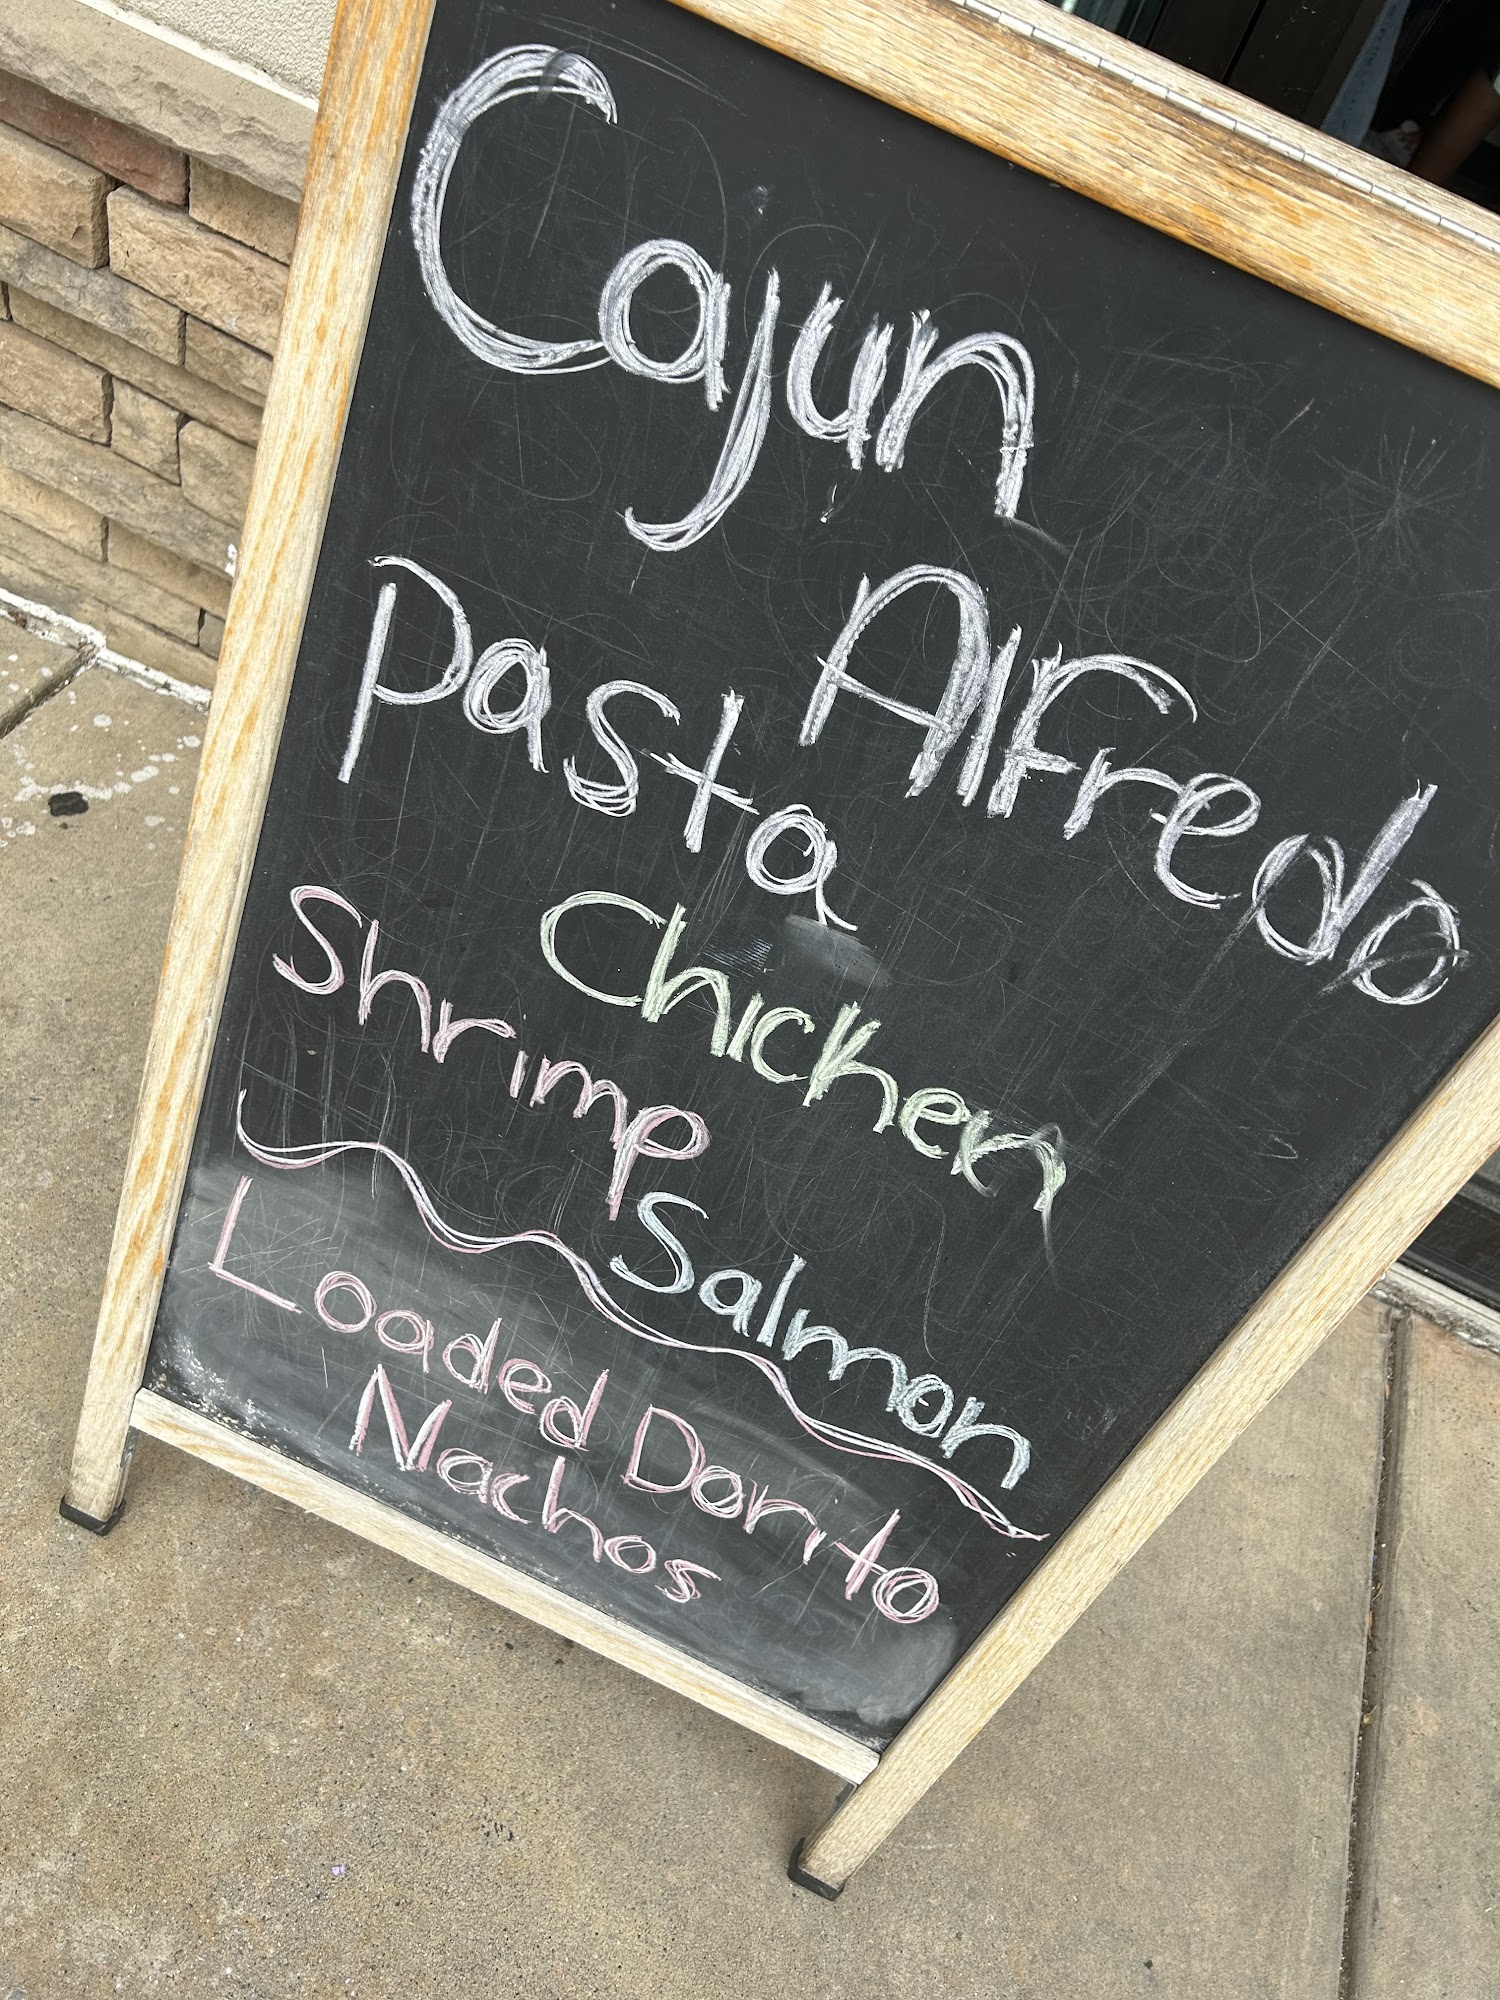 Cajun
Pasta Alfredo
Shrimp Chicken
Salmon
Loaded Dorito
Nachos